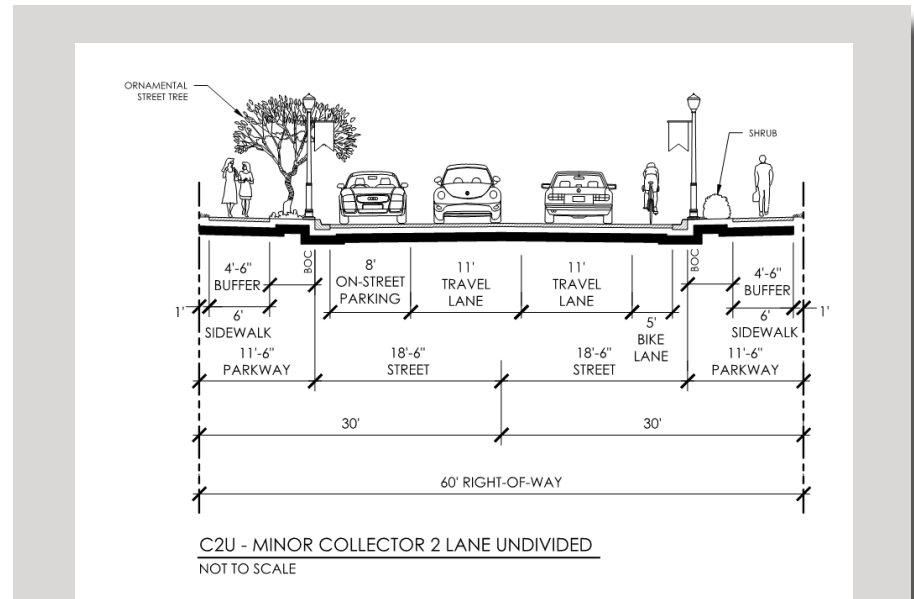 ORNAMENTAL
STREET TREE
SHRUB
BOC
BOC
4'-6"
BUFFER
8'
ON-STREET
PARKING
11'
TRAVEL
LANE
11'
TRAVEL
LANE
4'-6"
BUFFER
1'
6'
SIDEWALK
5'
BIKE
LANE
6'
SIDEWALK
1'
11'-6"
PARKWAY
18'-6"
STREET
18'-6"
STREET
11'-6"
PARKWAY
30'
30'
60' RIGHT-OF-WAY
C2U - MINOR COLLECTOR 2 LANE UNDIVIDED
NOT TO SCALE